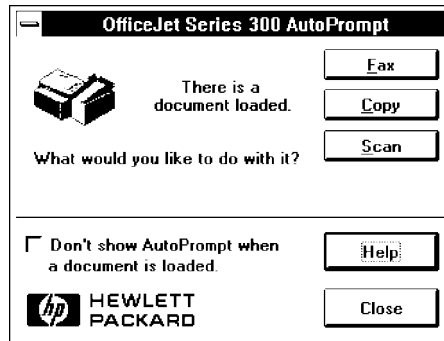 OfficeJet Series 300 AutoPrompt
There is a
document loaded.
What would you like to do with it?
Fax
Copy
Scan
Don't show AutoPrompt when
a document is loaded.
Help
hp HEWLETT
PACKARD
Close